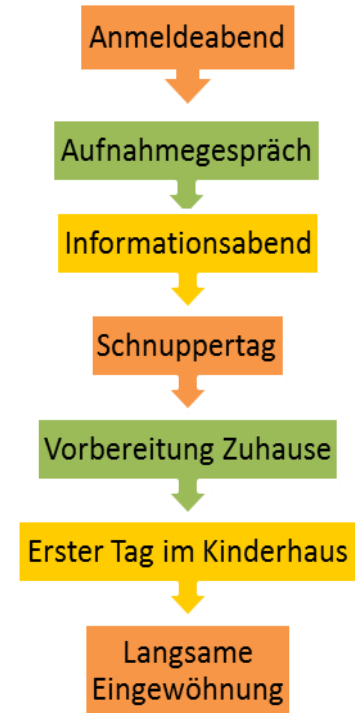 Anmeldeabend
Aufnahmegespräch
Informationsabend
Schnuppertag
Vorbereitung Zuhause
Erster Tag im Kinderhaus
Langsame
Eingewöhnung